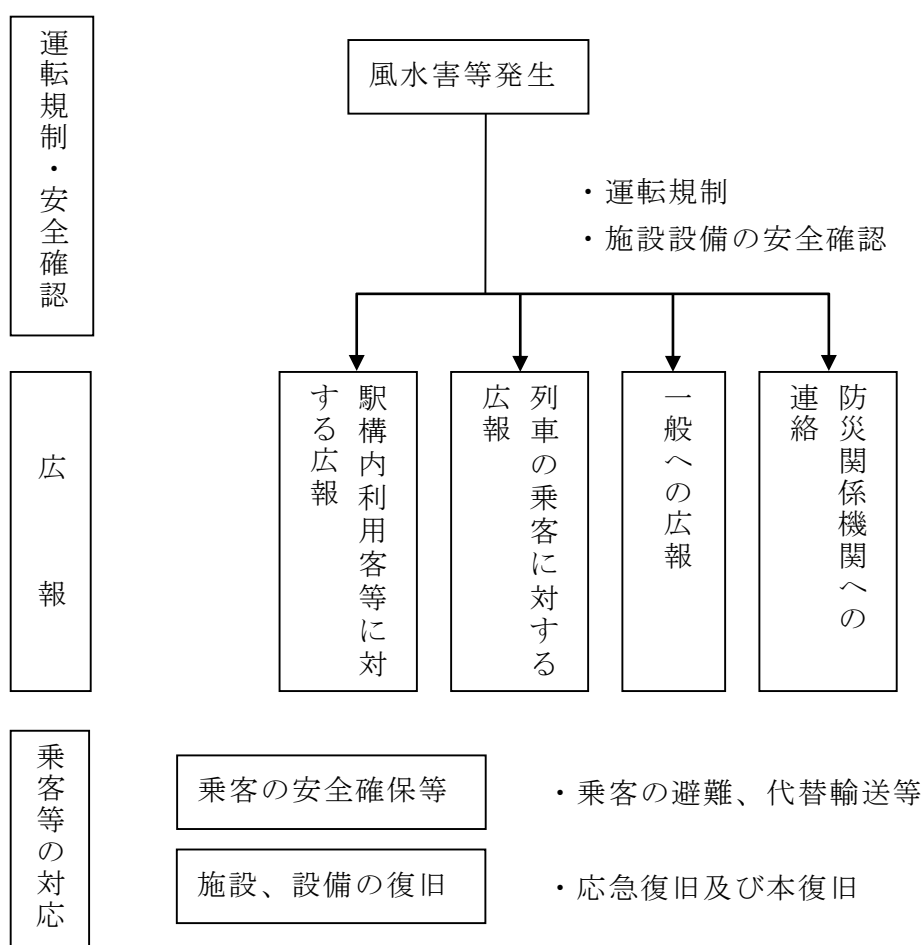 運転規制・安全確認
風水害等発生
・運転規制
・施設設備の安全確認
広報
駅構内利用客等に対
する広報
列車の乗客に対する
広報
一般への広報
防災関係機関への
連絡
乗客等の対応
乗客の安全確保等
・乗客の避難、代替輸送等
施設、設備の復旧
・応急復旧及び本復旧